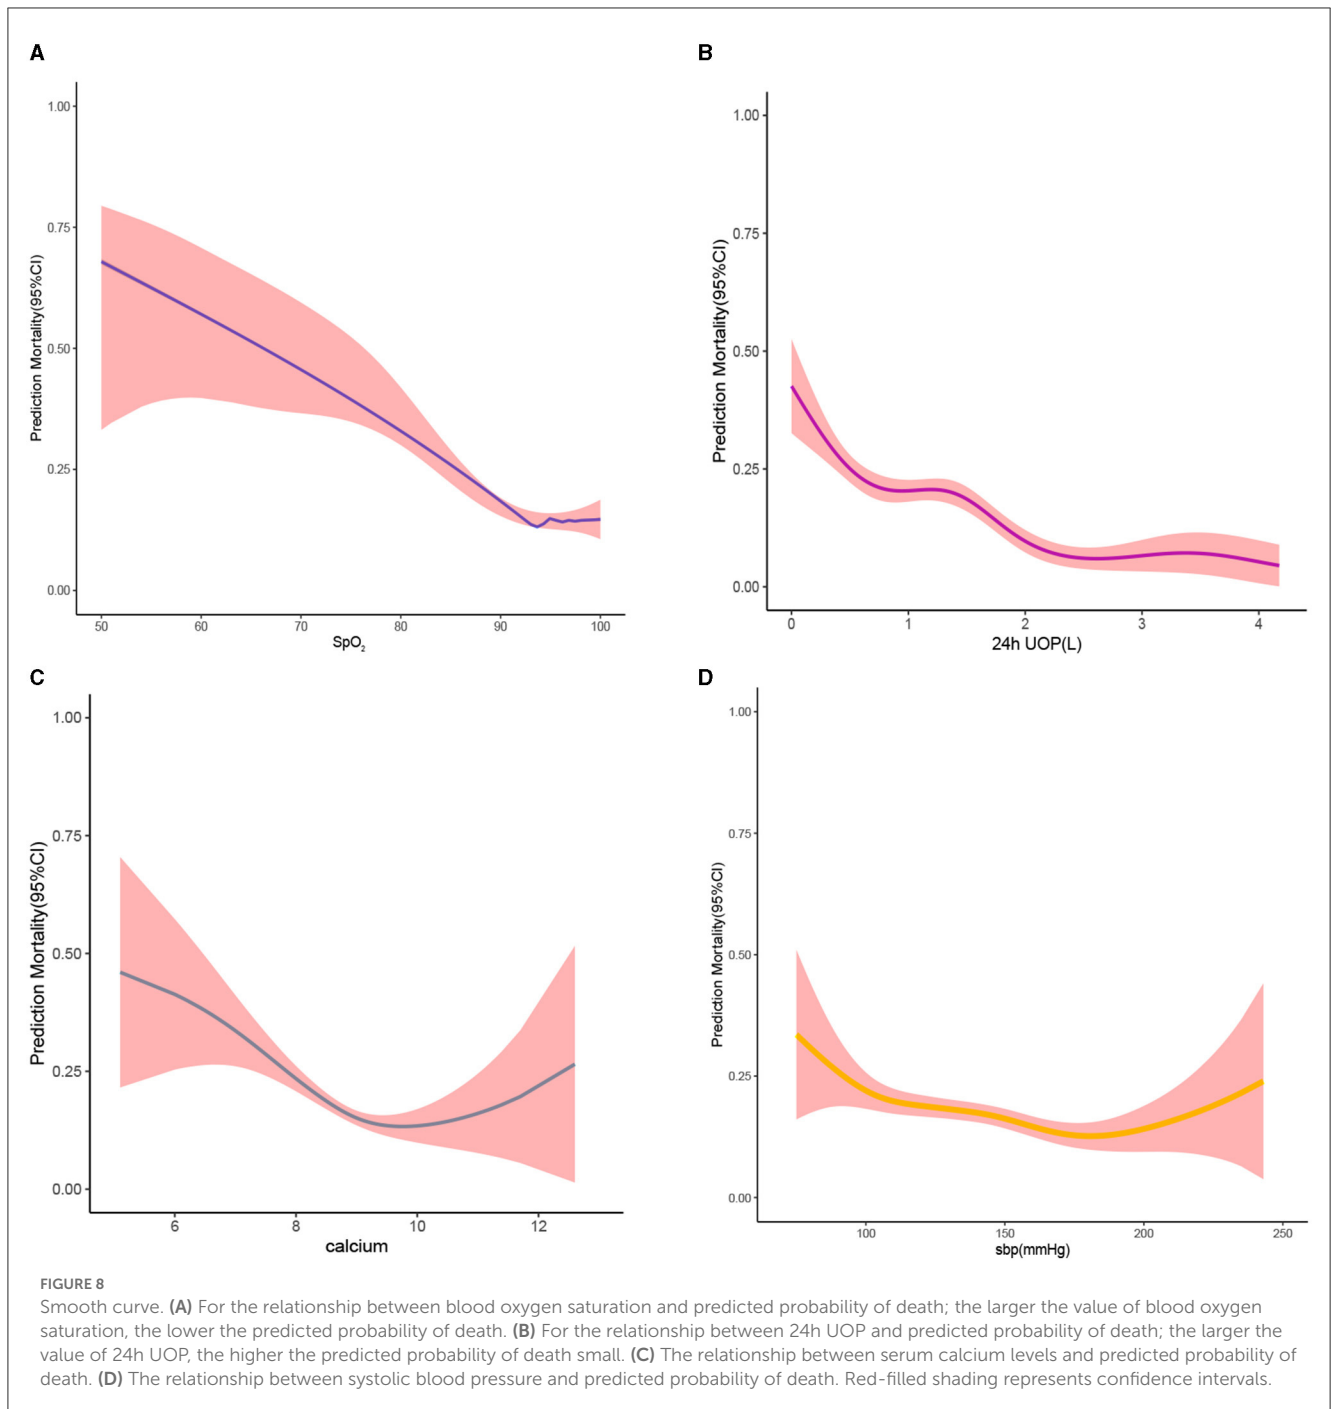 A
1.00
0.75
0.50
0.25
0.00
Prediction Mortality(95%CI)
50 60 70 80 90 100
SpO2
B
1.00
0.75
0.50
0.25
0.00
Prediction Mortality(95%CI)
0 1 2 3 4
24h UOP(L)
C
1.00
0.75
0.50
0.25
0.00
Prediction Mortality(95%CI)
6 8 10 12
calcium
D
1.00
0.75
0.50
0.25
0.00
Prediction Mortality(95%CI)
100 150 200 250
sbp(mmHg)
FIGURE 8
Smooth curve. (A) For the relationship between blood oxygen saturation and predicted probability of death; the larger the value of blood oxygen
saturation, the lower the predicted probability of death. (B) For the relationship between 24h UOP and predicted probability of death; the larger the
value of 24h UOP, the higher the predicted probability of death small. (C) The relationship between serum calcium levels and predicted probability of
death. (D) The relationship between systolic blood pressure and predicted probability of death. Red-filled shading represents confidence intervals.